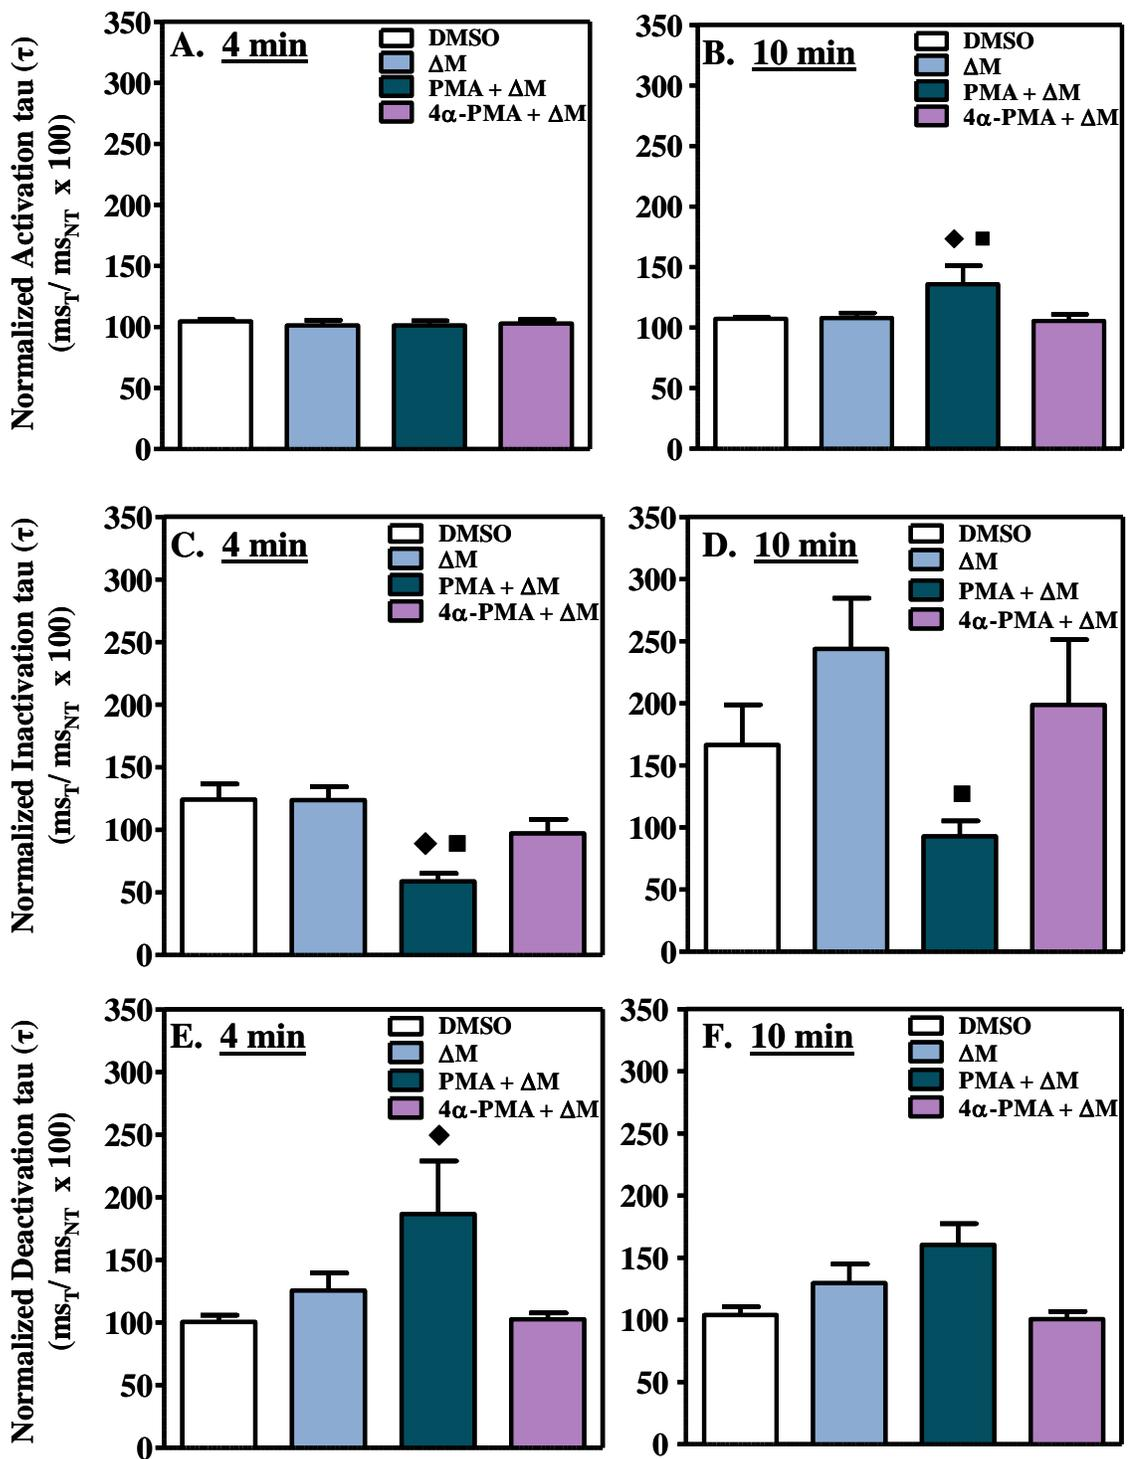 Normalized Activation tau (τ)
(msT/ msNT x 100)
350
300
250
200
150
100
50
0
A. 4 min
DMSO
ΔM
PMA + ΔM
4α-PMA + ΔM
350
300
250
200
150
100
50
0
B. 10 min
DMSO
ΔM
PMA + ΔM
4α-PMA + ΔM
Normalized Inactivation tau (τ)
(msT/ msNT x 100)
350
300
250
200
150
100
50
0
C. 4 min
DMSO
ΔM
PMA + ΔM
4α-PMA + ΔM
350
300
250
200
150
100
50
0
D. 10 min
DMSO
ΔM
PMA + ΔM
4α-PMA + ΔM
Normalized Deactivation tau (τ)
(msT/ msNT x 100)
350
300
250
200
150
100
50
0
E. 4 min
DMSO
ΔM
PMA + ΔM
4α-PMA + ΔM
350
300
250
200
150
100
50
0
F. 10 min
DMSO
ΔM
PMA + ΔM
4α-PMA + ΔM